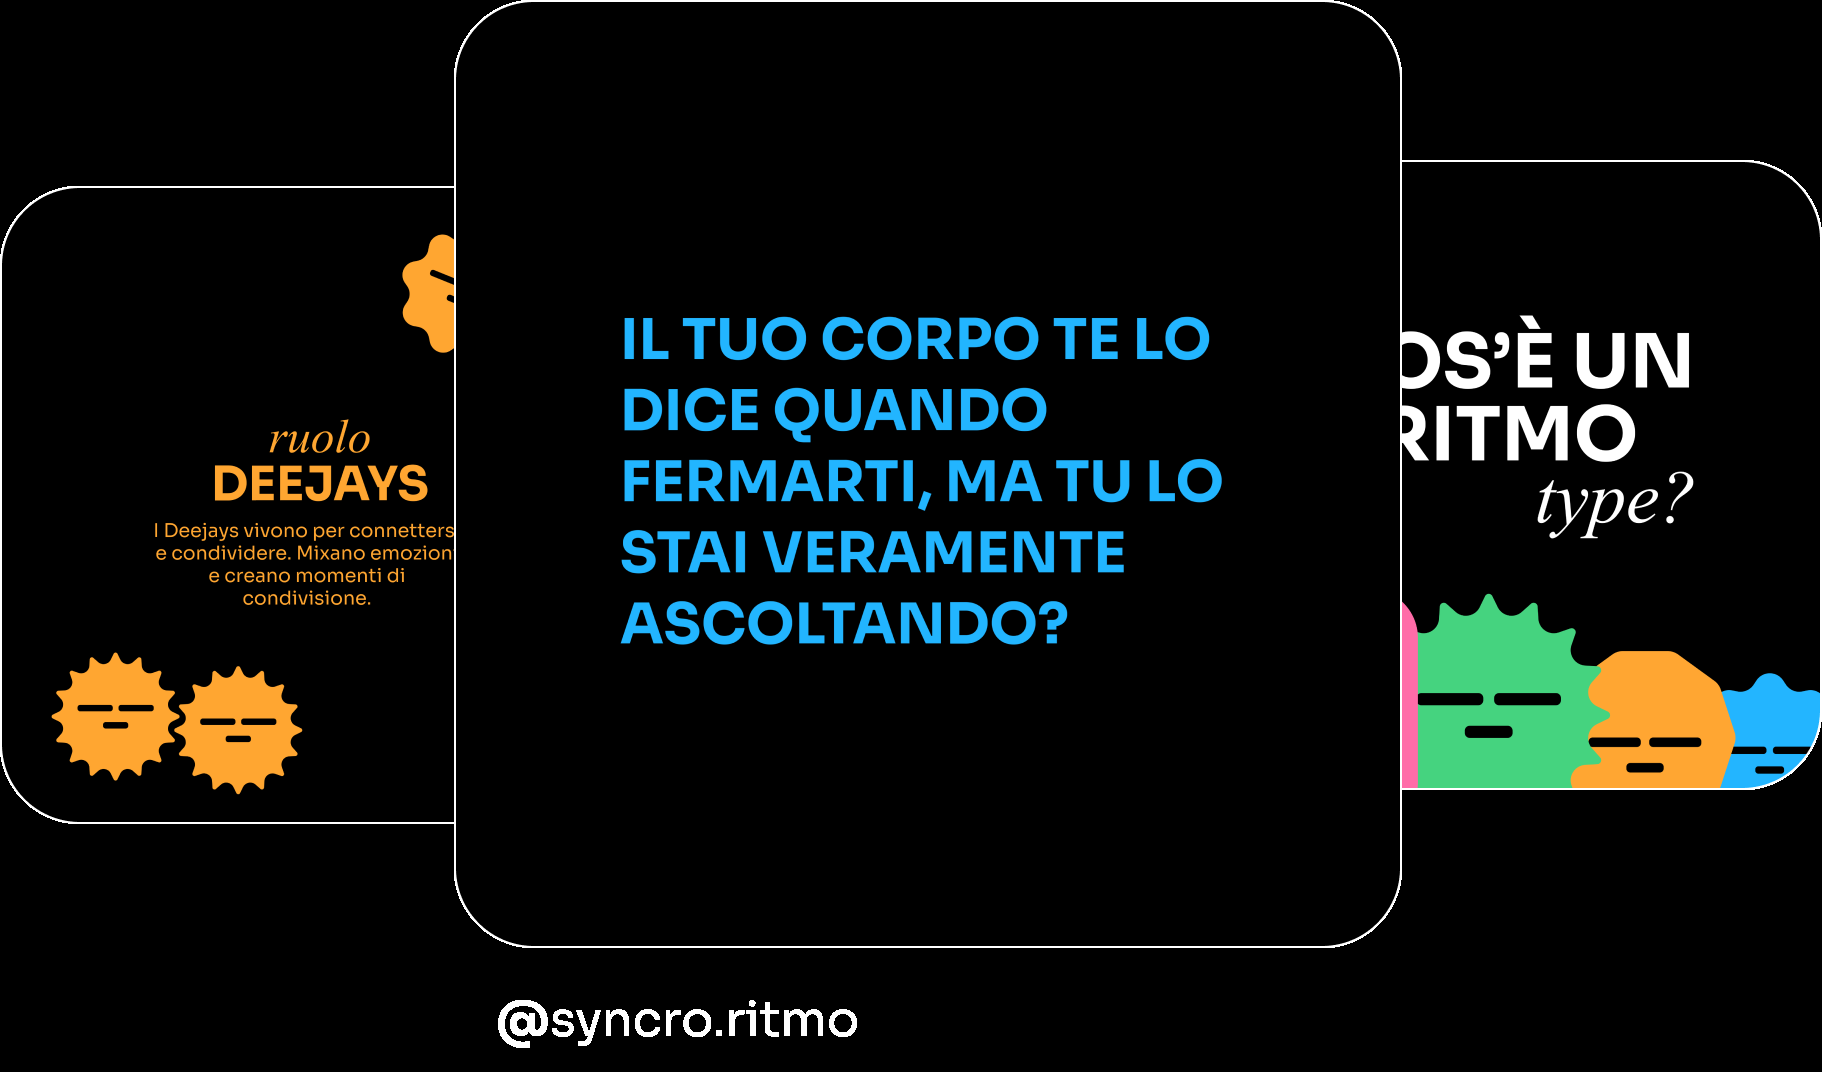 ruolo
DEEJAYS
I Deejays vivono per connetters
e condividere. Mixano emozion
e creano momenti di
condivisione.
IL TUO CORPO TE LO
DICE QUANDO
FERMARTI, MA TU LO
STAI VERAMENTE
ASCOLTANDO?
OS’È UN
RITMO
type?
@syncro.ritmo